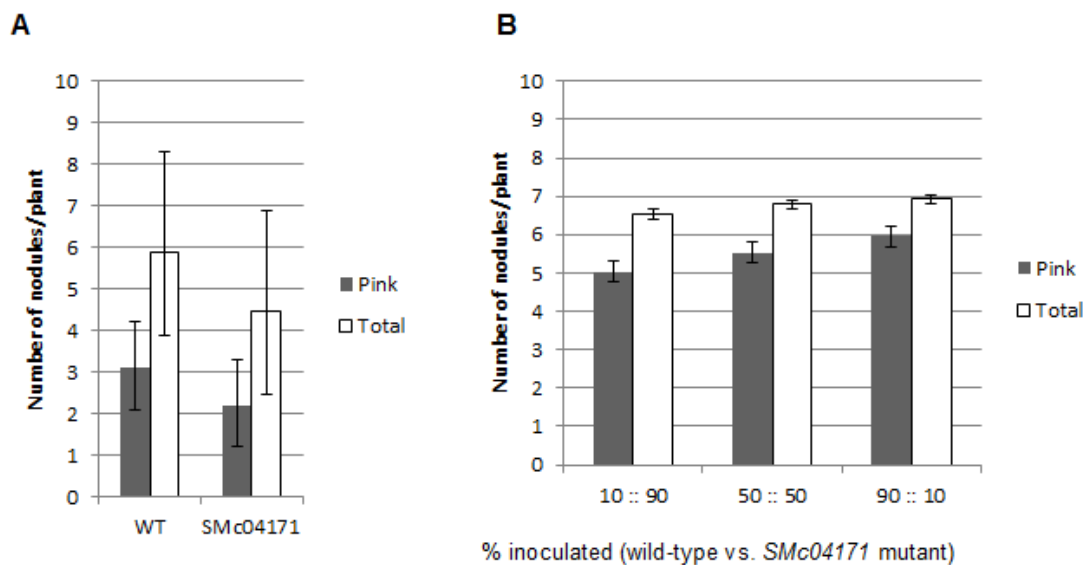 A
Number of nodules/plant
10
9
8
7
6
5
4
3
2
1
0
WT SMc04171
Pink
Total
B
Number of nodules/plant
10
9
8
7
6
5
4
3
2
1
0
10 :: 90 50 :: 50 90 :: 10
Pink
Total
% inoculated (wild-type vs. SMc04171 mutant)